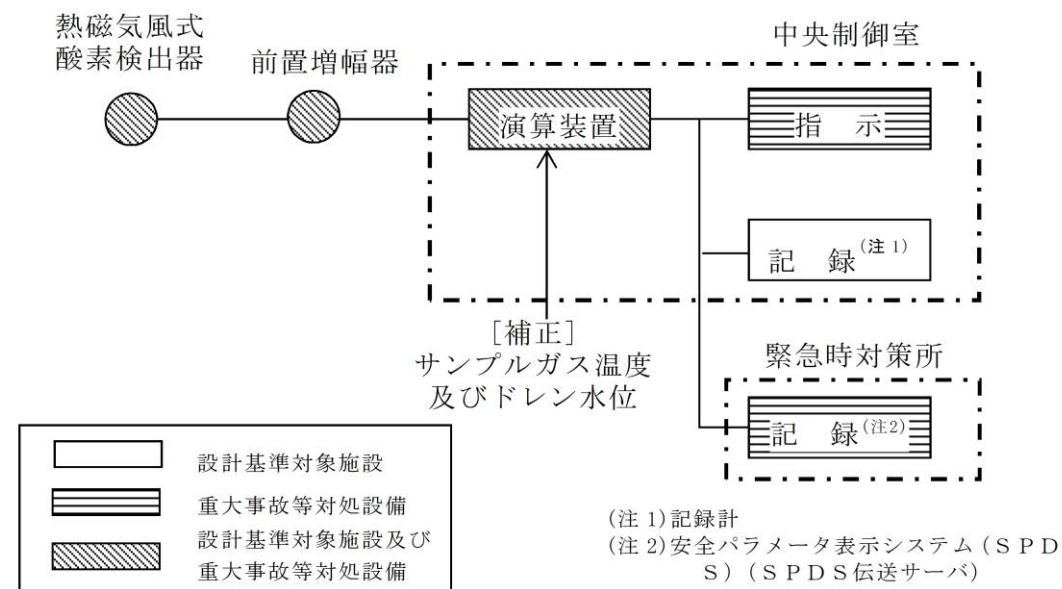 熱磁気風式
酸素検出器
前置増幅器
中央制御室
演算装置
指 示
記 録(注1)
[補正]
サンプルガス温度
及びドレン水位
緊急時対策所
記 録(注2)
設計基準対象施設
重大事故等対処設備
設計基準対象施設及び
重大事故等対処設備
(注1)記録計
(注2)安全パラメータ表示システム(SPD
S)(SPDS伝送サーバ)